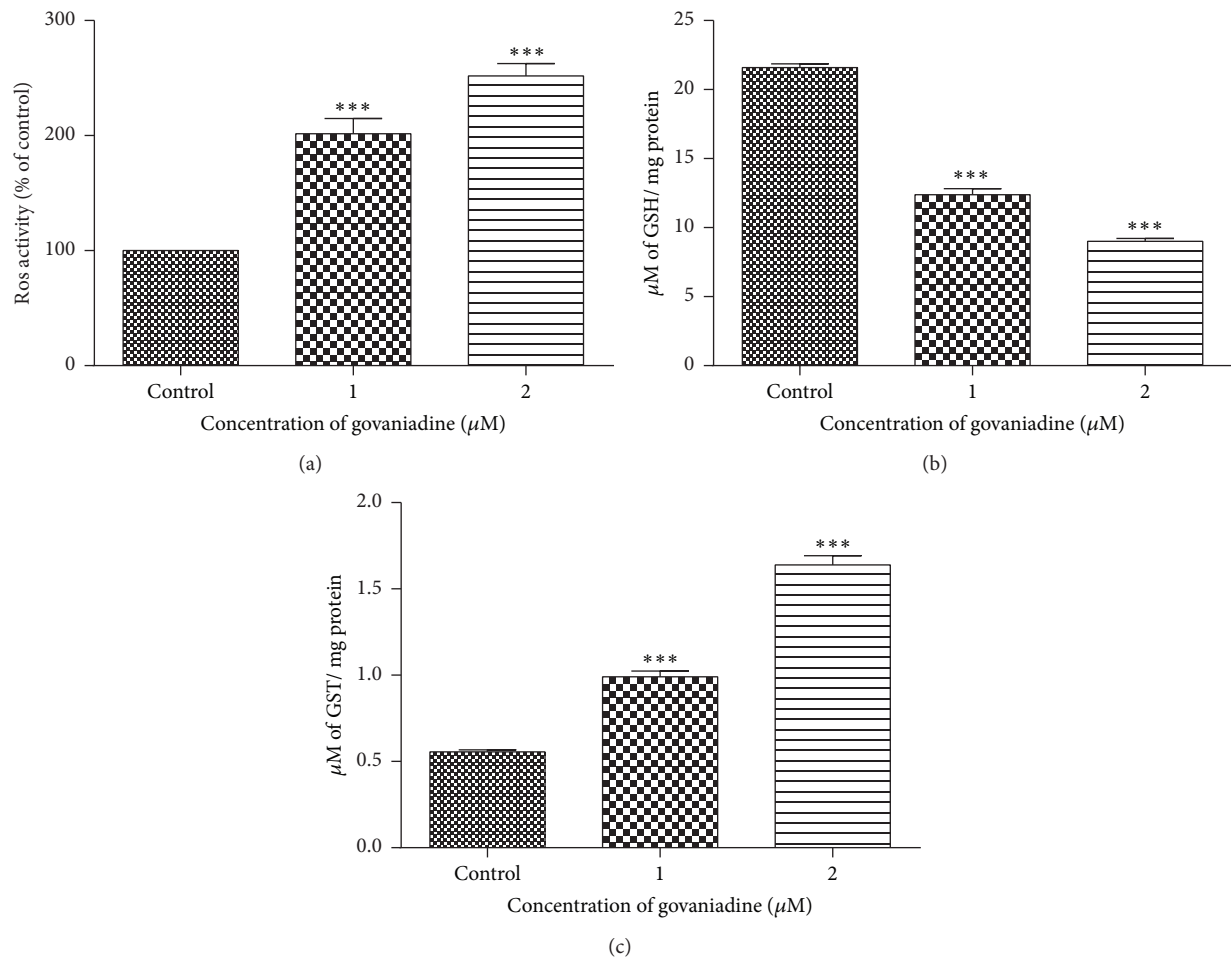 Ros activity (% of control)
300
200
100
0
***
***
Control
1
2
Concentration of govaniadine (μM)
(a)
μM of GSH/ mg protein
25
20
15
10
5
0
***
***
Control
1
2
Concentration of govaniadine (μM)
(b)
μM of GST/ mg protein
2.0
1.5
1.0
0.5
0.0
***
***
Control
1
2
Concentration of govaniadine (μM)
(c)